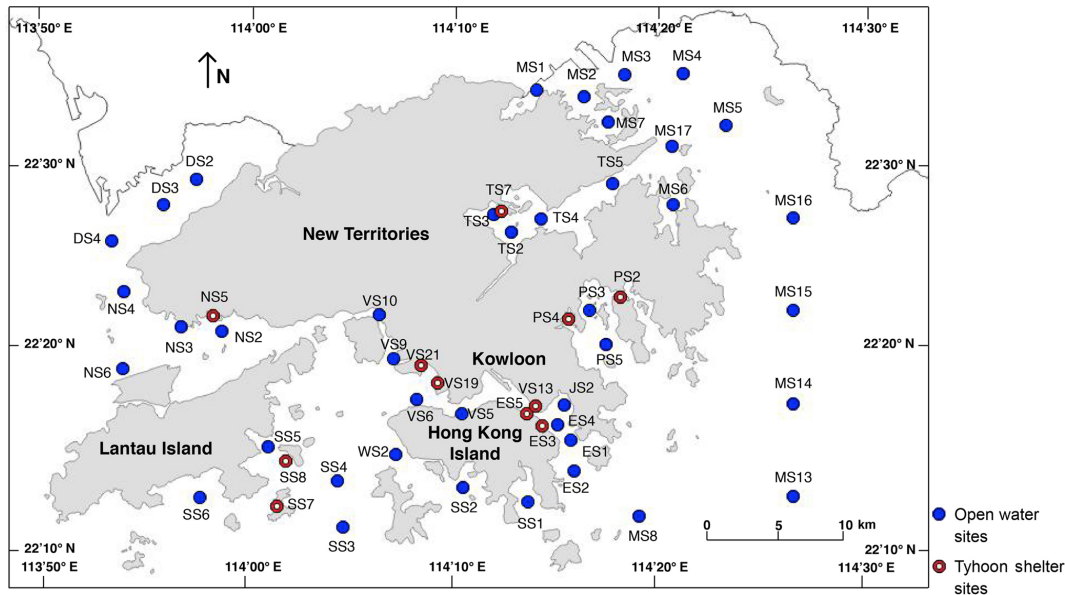 113’50° E
114’00° E
114’10° E
114’20° E
114’30° E
N
MS1
MS2
MS3
MS4
MS5
MS7
MS17
22’30° N
22’30° N
DS2
DS3
DS4
TS5
TS7
TS3
TS4
TS2
MS6
MS16
New Territories
NS4
NS5
NS3
NS2
NS6
VS10
PS2
PS3
PS4
PS5
MS15
22’20° N
22’20° N
VS9
VS21
VS19
Kowloon
VS6
VS5
VS13
JS2
ES5
ES4
ES3
ES1
ES2
MS14
Hong Kong
Island
Lantau Island
SS5
SS8
SS4
WS2
SS7
SS6
SS3
SS2
SS1
MS8
MS13
0
5
10 km
Open water
sites
Tyhoon shelter
sites
22’10° N
22’10° N
113’50° E
114’00° E
114’10° E
114’20° E
114’30° E